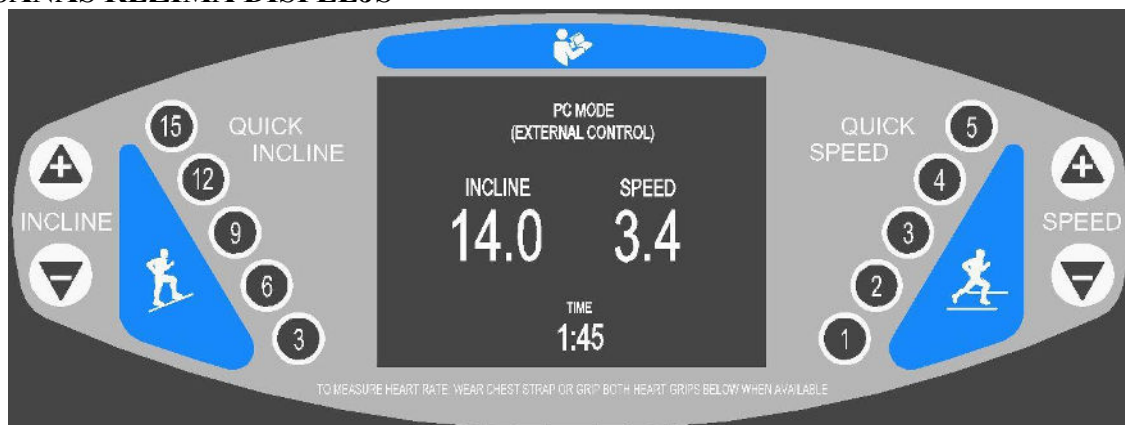 PC MODE
(EXTERNAL CONTROL)
15
QUICK
INCLINE
12
9
6
3
INCLINE
INCLINE
14.0
SPEED
3.4
TIME
1:45
QUICK
SPEED
5
4
3
2
1
SPEED
TO MEASURE HEART RATE, WEAR CHEST STRAP OR GRIP BOTH HEART GRIPS BELOW WHEN AVAILABLE